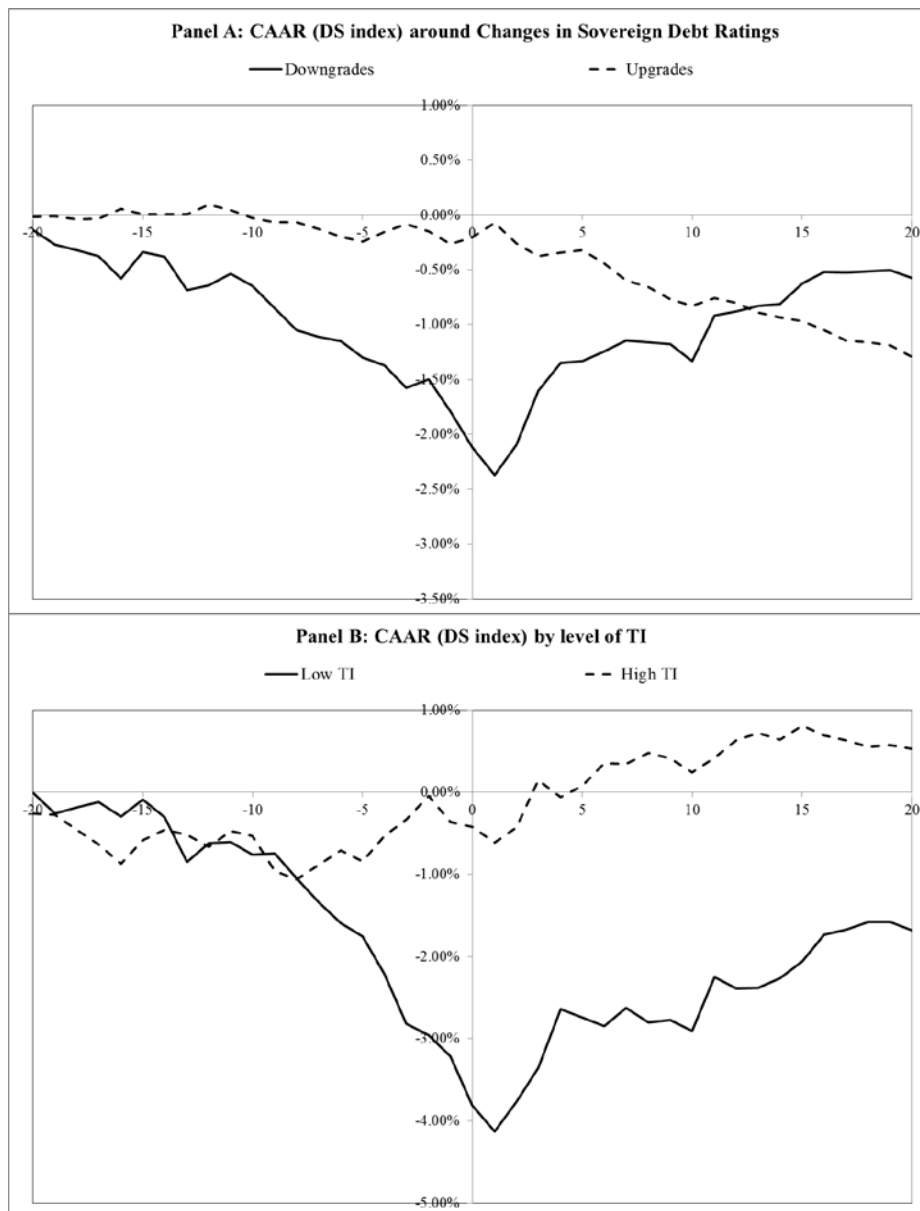 Panel A: CAAR (DS index) around Changes in Sovereign Debt Ratings
Downgrades Upgrades
1.00%
0.50%
0.00%
-20 -15 -10 -5 0 5 10 15 20
-0.50%
-1.00%
-1.50%
-2.00%
-2.50%
-3.00%
-3.50%
Panel B: CAAR (DS index) by level of TI
Low TI High TI
1.00%
0.00%
-20 -15 -10 -5 0 5 10 15 20
-1.00%
-2.00%
-3.00%
-4.00%
-5.00%